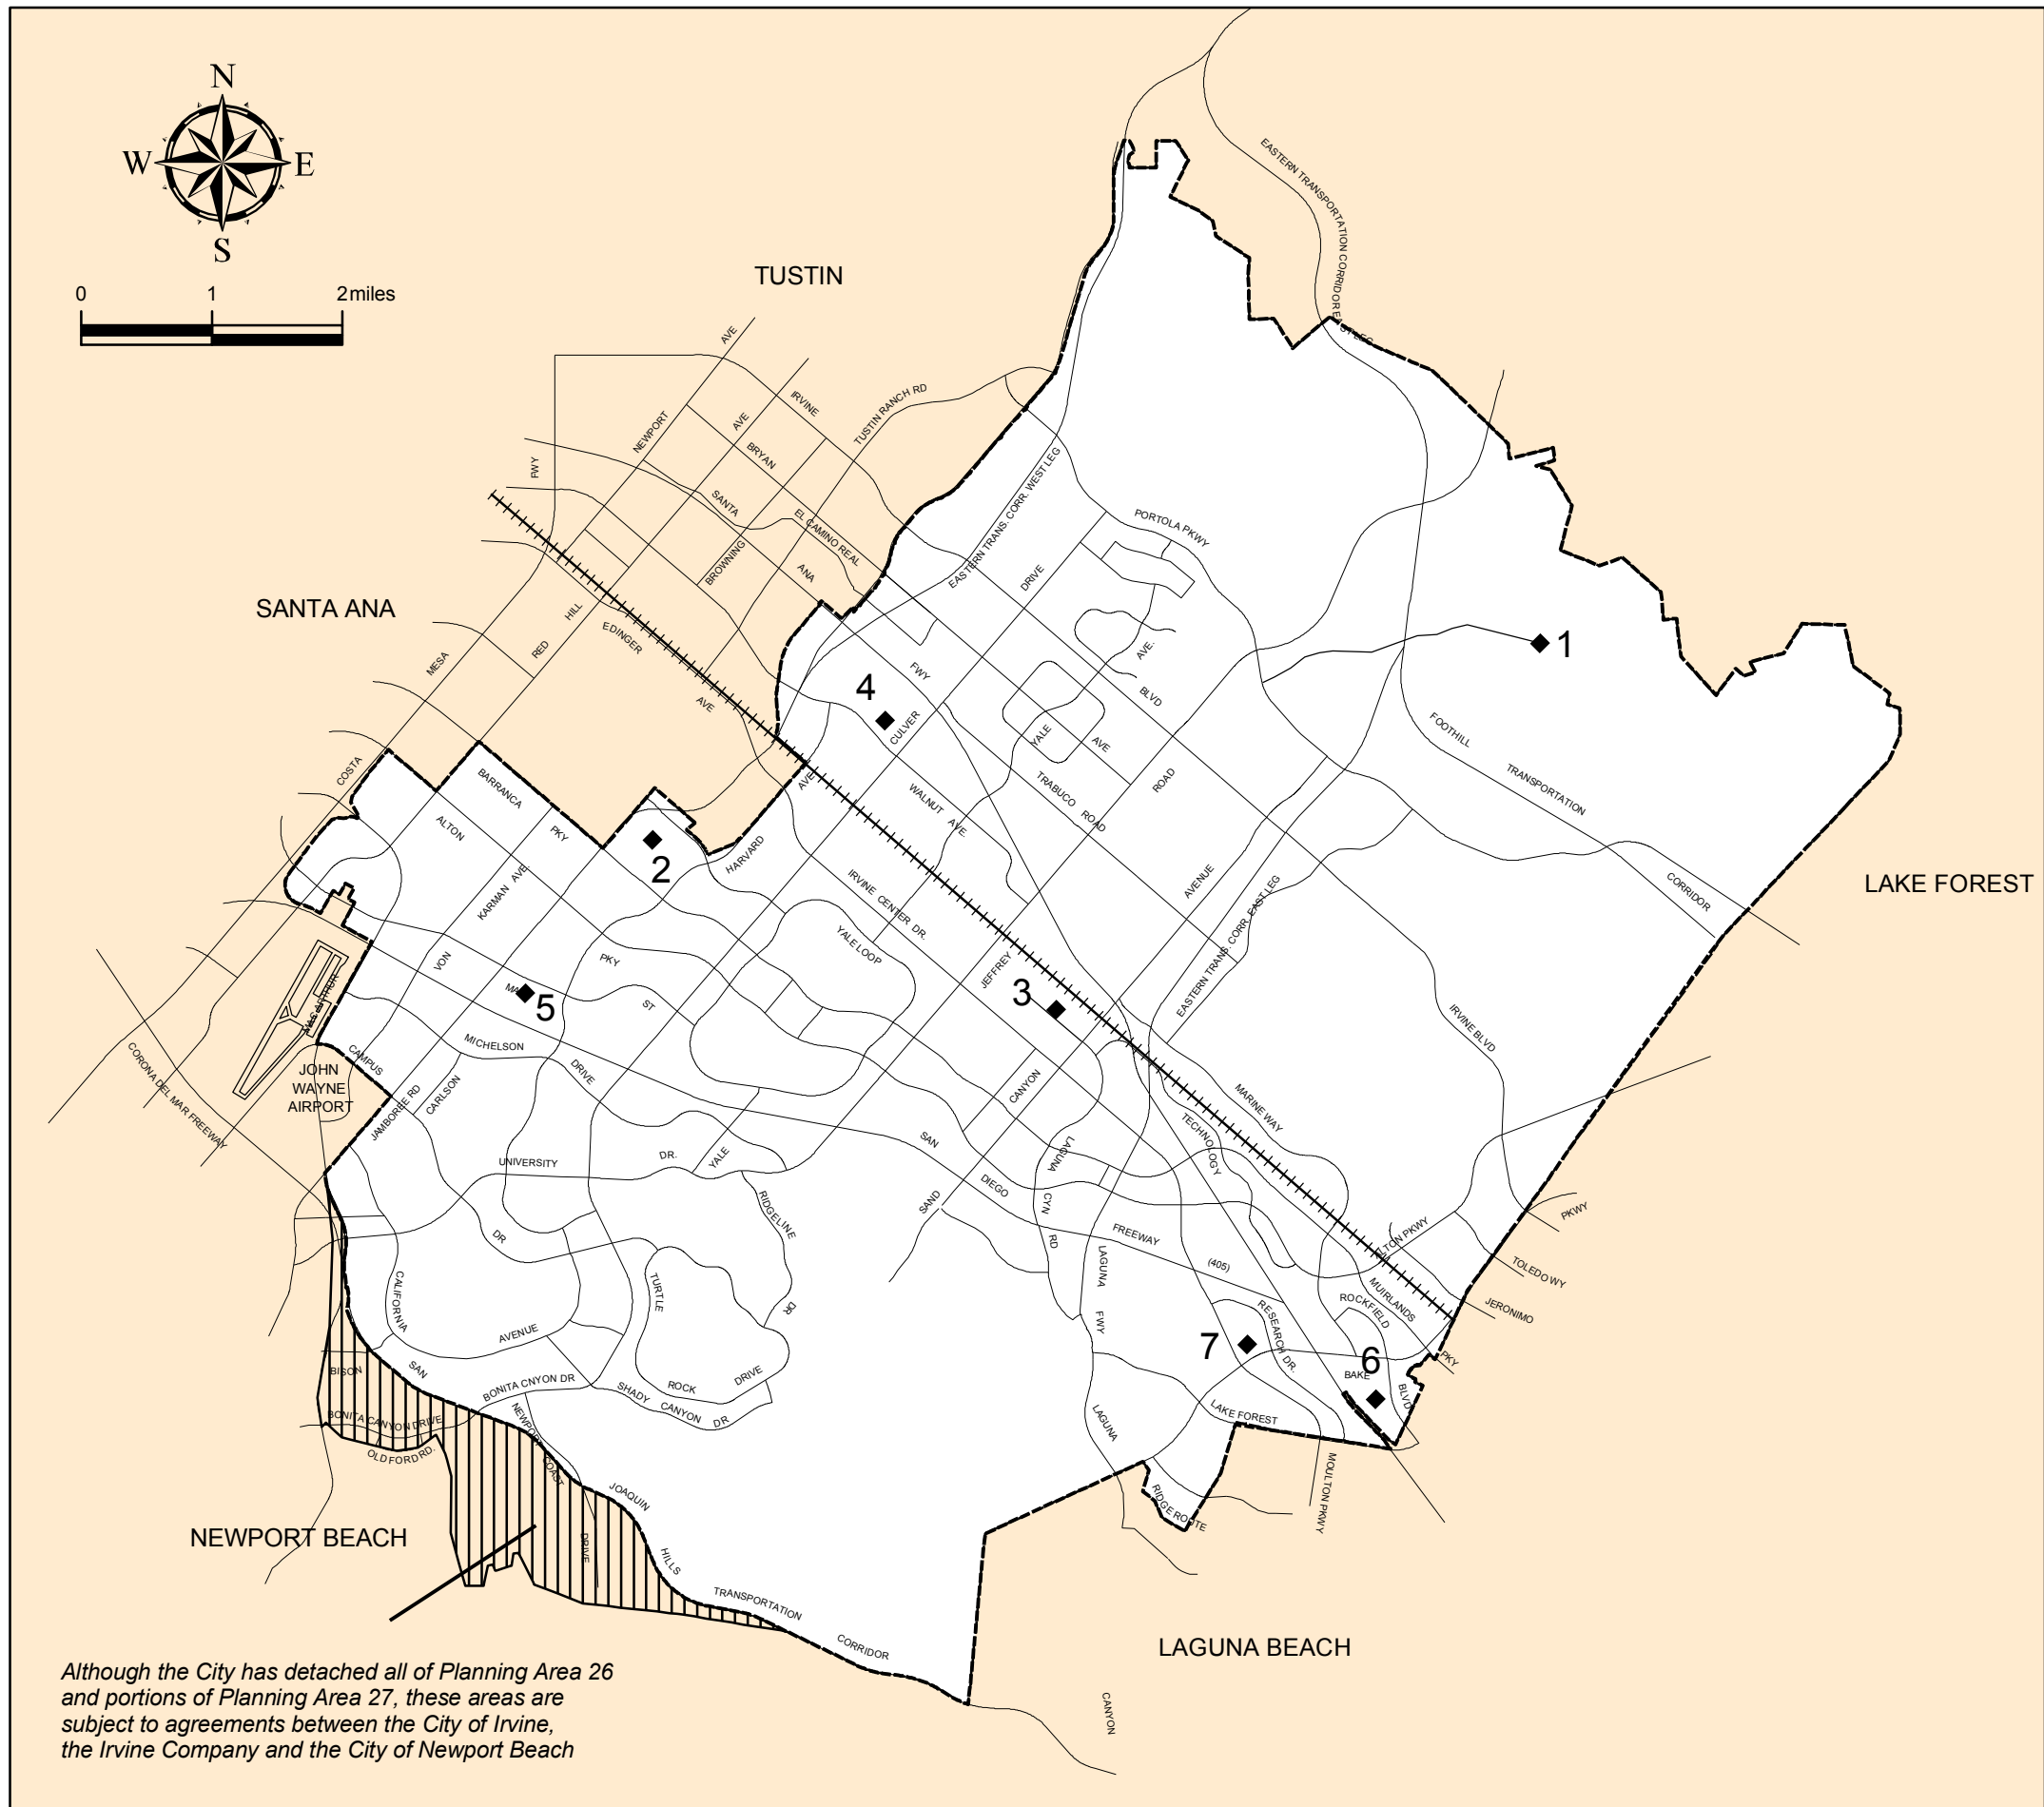 N
W E
S
0 1 2 miles
TUSTIN
SANTA ANA
LAKE FOREST
NEWPORT BEACH
LAGUNA BEACH
JOHN
WAYNE
AIRPORT
EASTERN TRANSPORTATION CORRIDOR EAST LEG
AVE
NEWPORT
AVE
IRVINE
BRYAN
TUSTIN RANCH RD
FWY
SANTA
EL CAMINO REAL
BROWNING
ANA
EASTERN TRANS. CORR. WEST LEG
PORTOLA PKWY
DRIVE
HILL
RED
EDINGER
AVE
MESA
COSTA
1
4
CULVER
FWY
AVE.
BLVD
YALE
AVE
FOOTHILL
TRANSPORTATION
CORRIDOR
BARRANCA
PKY
ALTON
2
HARVARD
AVE
WALNUT AVE.
TRABUCO ROAD
ROAD
IRVINE CENTER DR.
AVENUE
EASTERN TRANS. CORR. EAST LEG
KARMAN AVE.
VON
YALE LOOP
PKY
ST
JEFFREY
3
5
MAC ARTHUR
IRVINE BLVD
MICHELSON
DRIVE
CAMPUS
CORONA DEL MAR FREEWAY
JAMBOREE RD
CARLSON
CANYON
MARINE WAY
TECHNOLOGY
UNIVERSITY
DR.
YALE
SAN
DIEGO
FREEWAY
(405)
LAGUNA
CYN
RD
SAND
RIDGELINE
DR
DR
ALTON PKWY
PKWY
TOLEDO WY
JERONIMO
MUIRLANDS
PKY
ROCKFIELD
BLVD
CALIFORNIA
AVENUE
TURTLE
ROCK
DRIVE
LAGUNA
FWY
RESEARCH DR.
7
6
BAKE
BISON
SAN
BONITA CNYON DR
SHADY
CANYON
DR
BONITA CANYON DRIVE
OLD FORD RD.
NEWPORT COAST
DRIVE
LAKE FOREST
LAGUNA
RIDGE ROUTE
MOULTON PKWY
JOAQUIN
HILLS
TRANSPORTATION
CORRIDOR
CANYON
Although the City has detached all of Planning Area 26
and portions of Planning Area 27, these areas are
subject to agreements between the City of Irvine,
the Irvine Company and the City of Newport Beach